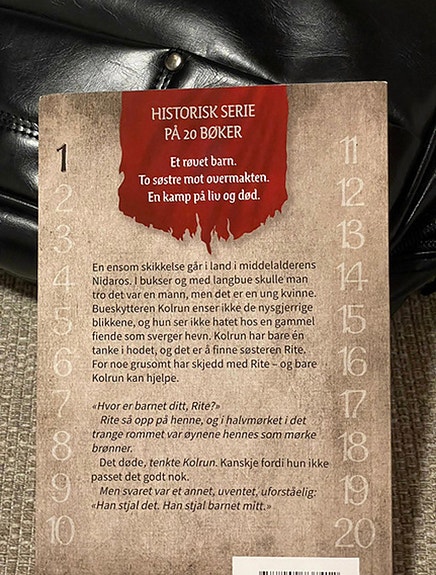 HISTORISK SERIE
PÅ 20 BØKER
Et røvet barn.
To søstre mot overmakten.
En kamp på liv og død.
1
2
3
4
5
6
7
8
9
10
11
12
13
14
15
16
17
18
19
20
En ensom skikkelse går i land i middelalderens
Nidaros. I bukser og med langbue skulle man
tro det var en mann, men det er en ung kvinne.
Bueskytteren Kolrun enser ikke de nysgjerrige
blikkene, og hun ser ikke hatet hos en gammel
fiende som sverger hevn. Kolrun har bare én
tanke i hodet, og det er å finne søsteren Rite.
For noe grusomt har skjedd med Rite – og bare
Kolrun kan hjelpe.
«Hvor er barnet ditt, Rite?»
Rite så opp på henne, og i halvmørket i det
trange rommet var øynene hennes som mørke
brønner.
Det døde, tenkte Kolrun. Kanskje fordi hun ikke
passet det godt nok.
Men svaret var et annet, uventet, uforståelig:
«Han stjal det. Han stjal barnet mitt.»